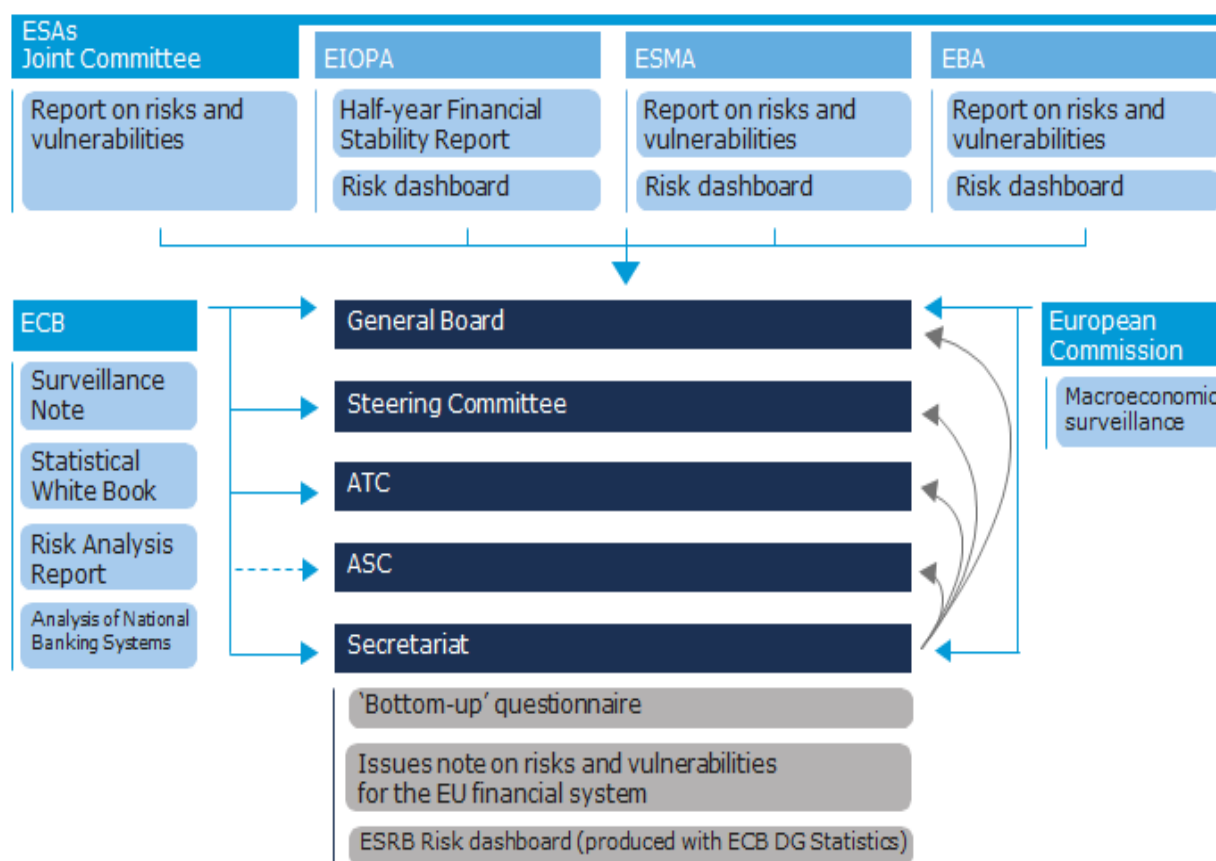 ESAs
Joint Committee
EIOPA
ESMA
EBA
Report on risks and
vulnerabilities
Half-year Financial
Stability Report
Risk dashboard
Report on risks and
vulnerabilities
Risk dashboard
Report on risks and
vulnerabilities
Risk dashboard
ECB
Surveillance
Note
Statistical
White Book
Risk Analysis
Report
Analysis of National
Banking Systems
General Board
Steering Committee
ATC
ASC
Secretariat
'Bottom-up' questionnaire
Issues note on risks and vulnerabilities
for the EU financial system
ESRB Risk dashboard (produced with ECB DG Statistics)
European
Commission
Macroeconomic
surveillance